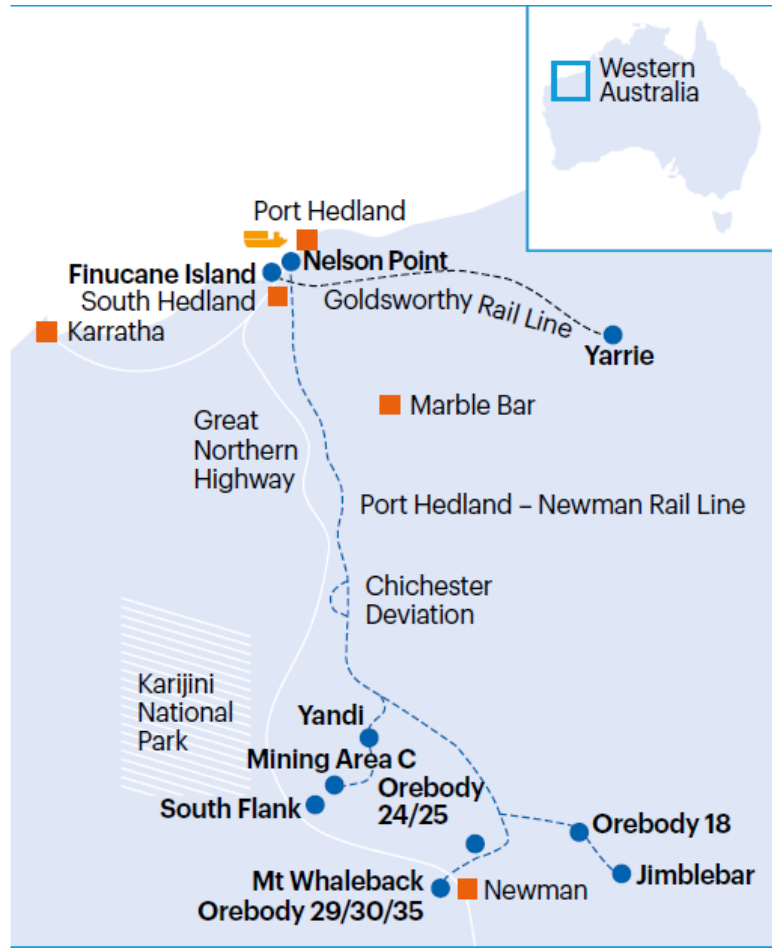 Western
Australia
Port Hedland
Nelson Point
Finucane Island
South Hedland
Goldsworthy Rail Line
Karratha
Yarrie
Marble Bar
Great
Northern
Highway
Port Hedland – Newman Rail Line
Chichester
Deviation
Karijini
National
Park
Yandi
Mining Area C
Orebody
24/25
South Flank
Orebody 18
Jimblebar
Mt Whaleback
Orebody 29/30/35
Newman